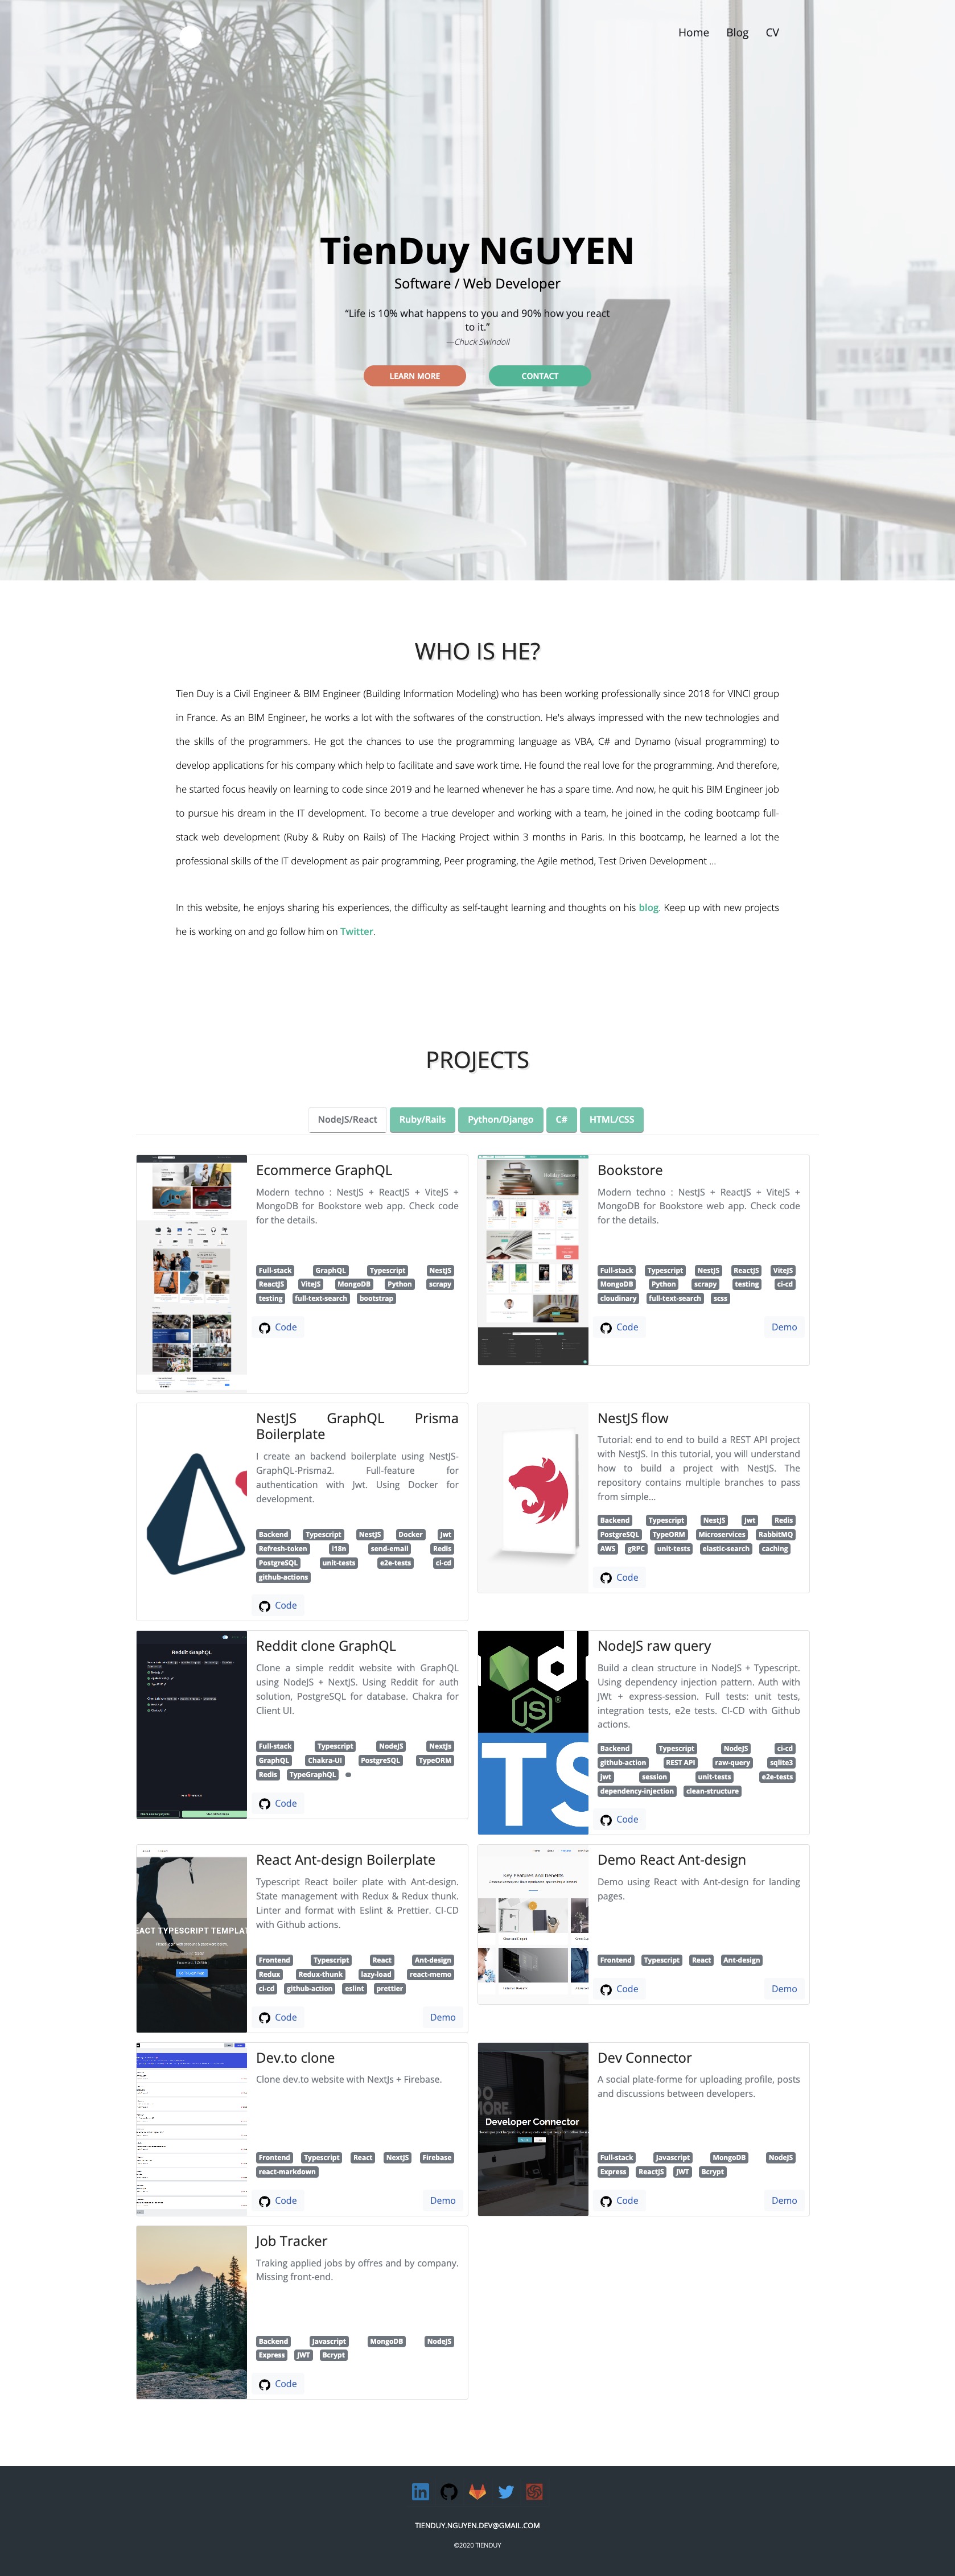 Home Blog CV
TienDuy NGUYEN
Software / Web Developer
“Life is 10% what happens to you and 90% how you react
to it.”
—Chuck Swindoll
LEARN MORE CONTACT
WHO IS HE?
Tien Duy is a Civil Engineer & BIM Engineer (Building Information Modeling) who has been working professionally since 2018 for VINCI group
in France. As an BIM Engineer, he works a lot with the softwares of the construction. He's always impressed with the new technologies and
the skills of the programmers. He got the chances to use the programming language as VBA, C# and Dynamo (visual programming) to
develop applications for his company which help to facilitate and save work time. He found the real love for the programming. And therefore,
he started focus heavily on learning to code since 2019 and he learned whenever he has a spare time. And now, he quit his BIM Engineer job
to pursue his dream in the IT development. To become a true developer and working with a team, he joined in the coding bootcamp full-
stack web development (Ruby & Ruby on Rails) of The Hacking Project within 3 months in Paris. In this bootcamp, he learned a lot the
professional skills of the IT development as pair programming, Peer programing, the Agile method, Test Driven Development ...
In this website, he enjoys sharing his experiences, the difficulty as self-taught learning and thoughts on his blog. Keep up with new projects
he is working on and go follow him on Twitter.
PROJECTS
NodeJS/React Ruby/Rails Python/Django C# HTML/CSS
Ecommerce GraphQL
Modern techno : NestJS + ReactJS + ViteJS +
MongoDB for Bookstore web app. Check code
for the details.
Full-stack GraphQL Typescript NestJS
ReactJS ViteJS MongoDB Python scrapy
testing full-text-search bootstrap
Code
Bookstore
Modern techno : NestJS + ReactJS + ViteJS +
MongoDB for Bookstore web app. Check code
for the details.
Full-stack Typescript NestJS ReactJS ViteJS
MongoDB Python scrapy testing ci-cd
cloudinary full-text-search scss
Code Demo
NestJS GraphQL Prisma
Boilerplate
I create an backend boilerplate using NestJS-
GraphQL-Prisma2. Full-feature for
authentication with Jwt. Using Docker for
development.
Backend Typescript NestJS Docker Jwt
Refresh-token i18n send-email Redis
PostgreSQL unit-tests e2e-tests ci-cd
github-actions
Code
NestJS flow
Tutorial: end to end to build a REST API project
with NestJS. In this tutorial, you will understand
how to build a project with NestJS. The
repository contains multiple branches to pass
from simple...
Backend Typescript NestJS Jwt Redis
PostgreSQL TypeORM Microservices RabbitMQ
AWS gRPC unit-tests elastic-search caching
Code
Reddit GraphQL
Reddit clone GraphQL
Clone a simple reddit website with GraphQL
using NodeJS + NextJS. Using Reddit for auth
solution, PostgreSQL for database. Chakra for
Client UI.
Full-stack Typescript NodeJS NextJs
GraphQL Chakra-UI PostgreSQL TypeORM
Redis TypeGraphQL
Code
d
JS
TS
NodeJS raw query
Build a clean structure in NodeJS + Typescript.
Using dependency injection pattern. Auth with
JWt + express-session. Full tests: unit tests,
integration tests, e2e tests. CI-CD with Github
actions.
Backend Typescript NodeJS ci-cd
github-action REST API raw-query sqlite3
jwt session unit-tests e2e-tests
dependency-injection clean-structure
Code
EACT TYPESCRIPT TEMPLAT
React Ant-design Boilerplate
Typescript React boiler plate with Ant-design.
State management with Redux & Redux thunk.
Linter and format with Eslint & Prettier. CI-CD
with Github actions.
Frontend Typescript React Ant-design
Redux Redux-thunk lazy-load react-memo
ci-cd github-action eslint prettier
Code Demo
Key Features and Benefits
Demo React Ant-design
Demo using React with Ant-design for landing
pages.
Frontend Typescript React Ant-design
Code Demo
Dev.to clone
Clone dev.to website with NextJs + Firebase.
Frontend Typescript React NextJS Firebase
react-markdown
Code Demo
DO
MORE.
Developer Connector
Dev Connector
A social plate-forme for uploading profile, posts
and discussions between developers.
Full-stack Javascript MongoDB NodeJS
Express ReactJS JWT Bcrypt
Code Demo
Job Tracker
Traking applied jobs by offres and by company.
Missing front-end.
Backend Javascript MongoDB NodeJS
Express JWT Bcrypt
Code
TIENDUY.NGUYEN.DEV@GMAIL.COM
©2020 TIENDUY